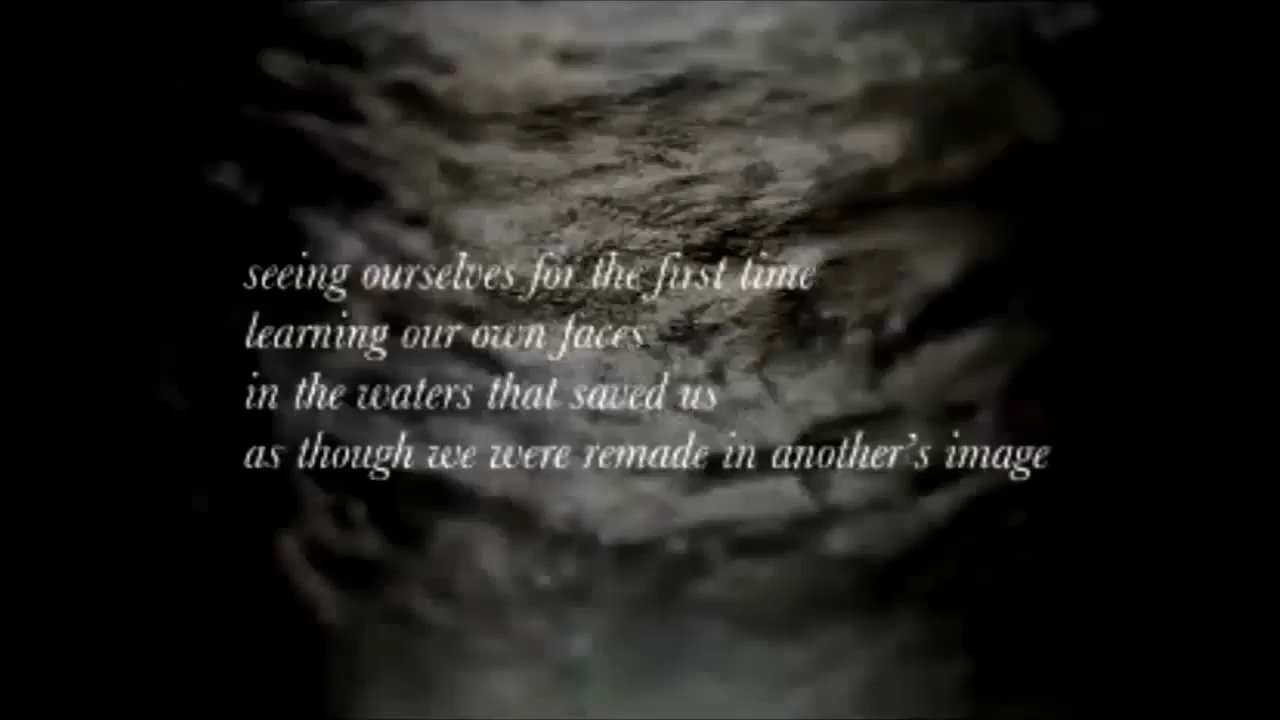 seeing ourselves for the first time
learning our own faces
in the waters that saved us
as though we were remade in another's image